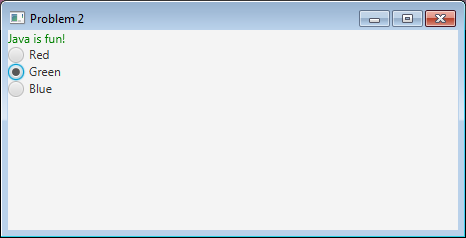 Problem 2
Java is fun!
Red
Green
Blue